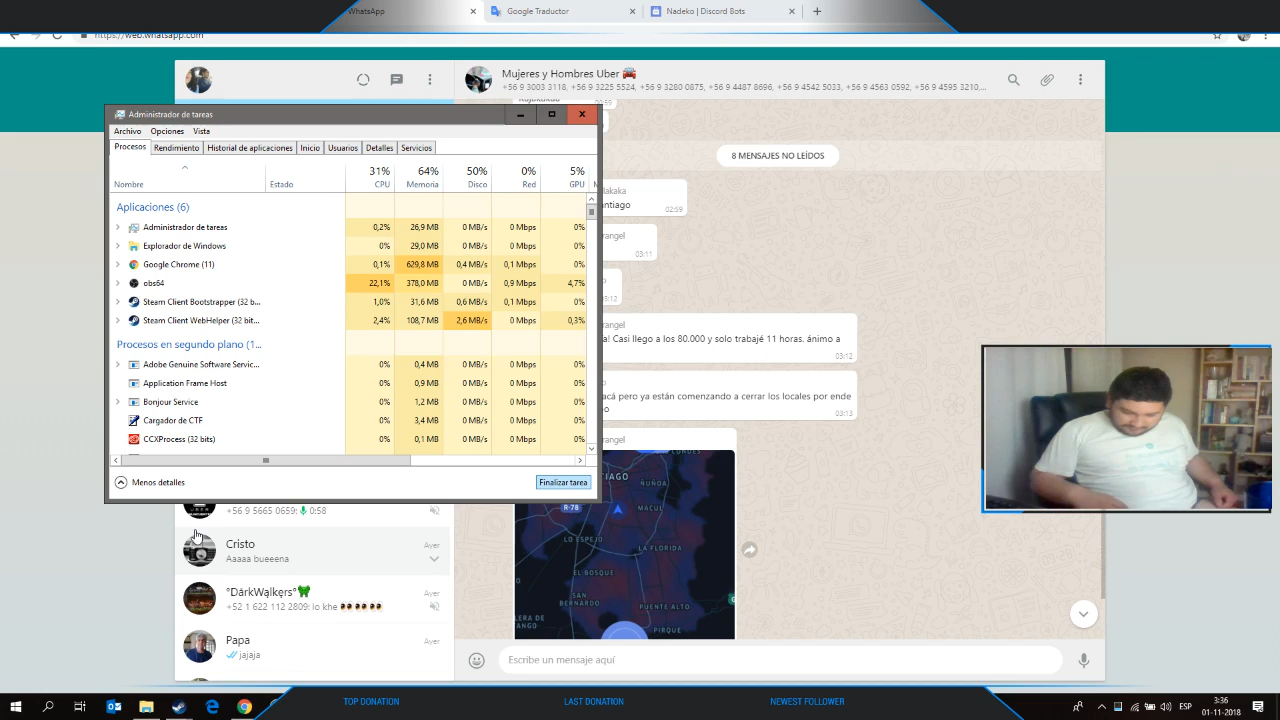 WhatsApp
Google Traductor
Nadeko | Discord Bots
https://web.whatsapp.com
Mujeres y Hombres Uber 🚘
+56 9 3003 3118, +56 9 3225 5524, +56 9 3280 0875, +56 9 4487 8696, +56 9 4542 5033, +56 9 4563 0592, +56 9 4595 3210,...
02:59
8 MENSAJES NO LEÍDOS
lakaka
ntiago
02:59
rangel
03:11
03:12
rangel
a! Casi llego a los 80.000 y solo trabajé 11 horas. ánimo a
03:12
acá pero ya están comenzando a cerrar los locales por ende
03:13
rangel
Administrador de tareas
Archivo Opciones Vista
Procesos Rendimiento Historial de aplicaciones Inicio Usuarios Detalles Servicios
31% 64% 50% 0% 5%
Nombre Estado CPU Memoria Disco Red GPU
Aplicaciones (6)
Administrador de tareas 0,2% 26,9 MB 0 MB/s 0 Mbps 0%
Explorador de Windows 0% 29,0 MB 0 MB/s 0 Mbps 0%
Google Chrome (11) 0,1% 629,8 MB 0,4 MB/s 0,1 Mbps 0%
obs64 22,1% 378,0 MB 0 MB/s 0,9 Mbps 4,7%
Steam Client Bootstrapper (32 b... 1,0% 31,6 MB 0,6 MB/s 0,1 Mbps 0%
Steam Client WebHelper (32 bit... 2,4% 108,7 MB 2,6 MB/s 0 Mbps 0,3%
Procesos en segundo plano (1...
Adobe Genuine Software Servic... 0% 0,4 MB 0 MB/s 0 Mbps 0%
Application Frame Host 0% 0,9 MB 0 MB/s 0 Mbps 0%
Bonjour Service 0% 1,2 MB 0 MB/s 0 Mbps 0%
Cargador de CTF 0% 3,4 MB 0 MB/s 0 Mbps 0%
CCXProcess (32 bits) 0% 0,1 MB 0 MB/s 0 Mbps 0%
Menos detalles
Finalizar tarea
+56 9 5665 0659: 0:58
Cristo Ayer
Aaaaa bueeena
°DãrkWąlkęrs° Ayer
+52 1 622 112 2809: lo khe
Papa Ayer
jajaja
TIAGO
ÑUÑOA
R-78
MACUL
LO ESPEJO
LA FLORIDA
EL BOSQUE
SAN
BERNARDO
PUENTE ALTO
LERA DE
TANGO
PIRQUE
Escribe un mensaje aquí
TOP DONATION
LAST DONATION
NEWEST FOLLOWER
ESP
3:36
01-11-2018